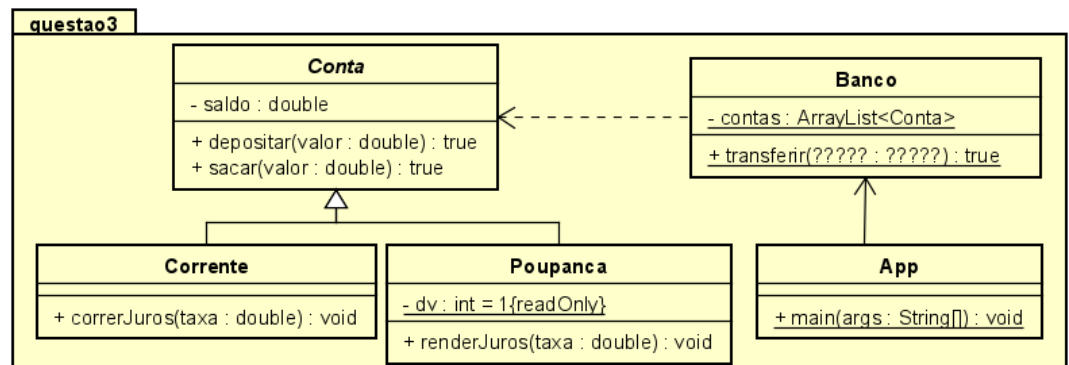 questao3
Conta
- saldo : double
+ depositar(valor : double) : true
+ sacar(valor : double) : true
Banco
- contas : ArrayList<Conta>
+ transferir(????? : ?????) : true
Corrente
+ correrJuros(taxa : double) : void
Poupanca
- dv : int = 1{readOnly}
+ renderJuros(taxa : double) : void
App
+ main(args : String[]) : void